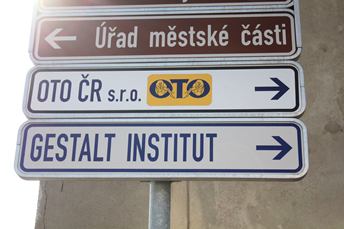 Úřad městské části
OTO ČR s.r.o. OTO
GESTALT INSTITUT